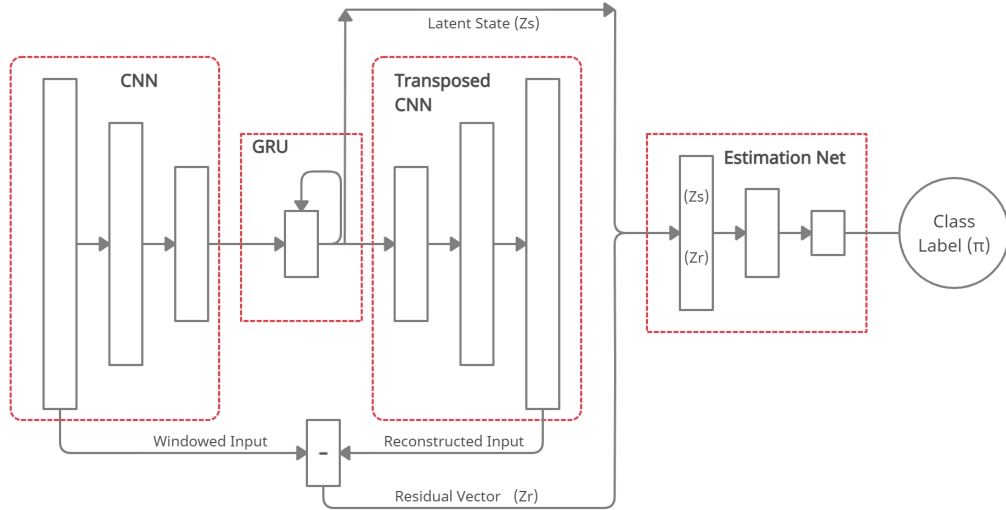 Latent State (Zs)
CNN
Transposed
CNN
GRU
Estimation Net
(Zs)
(Zr)
Class
Label (π)
Windowed Input
-
Reconstructed Input
Residual Vector (Zr)